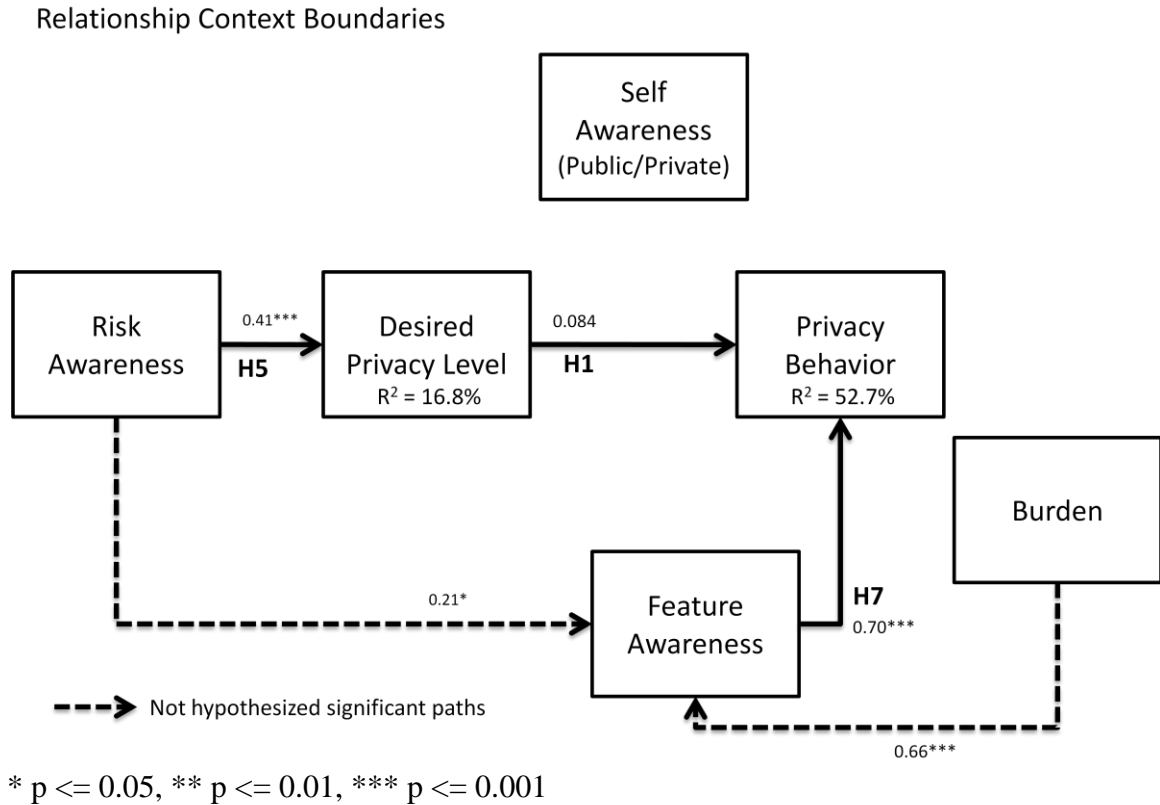 Relationship Context Boundaries
Self
Awareness
(Public/Private)
Risk
Awareness
0.41***
H5
Desired
Privacy Level
R² = 16.8%
0.084
H1
Privacy
Behavior
R² = 52.7%
Burden
0.21*
Feature
Awareness
H7
0.70***
Not hypothesized significant paths
0.66***
* p <= 0.05, ** p <= 0.01, *** p <= 0.001